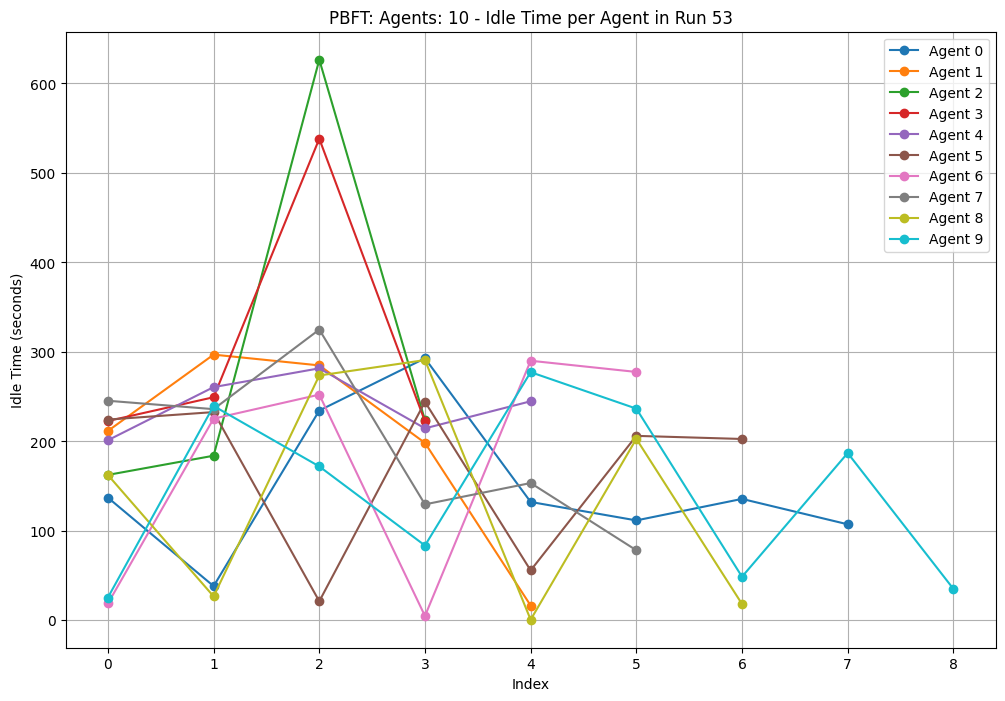 PBFT: Agents: 10 - Idle Time per Agent in Run 53
Agent 0
Agent 1
Agent 2
Agent 3
Agent 4
Agent 5
Agent 6
Agent 7
Agent 8
Agent 9
Idle Time (seconds)
600
500
400
300
200
100
0
0 1 2 3 4 5 6 7 8
Index